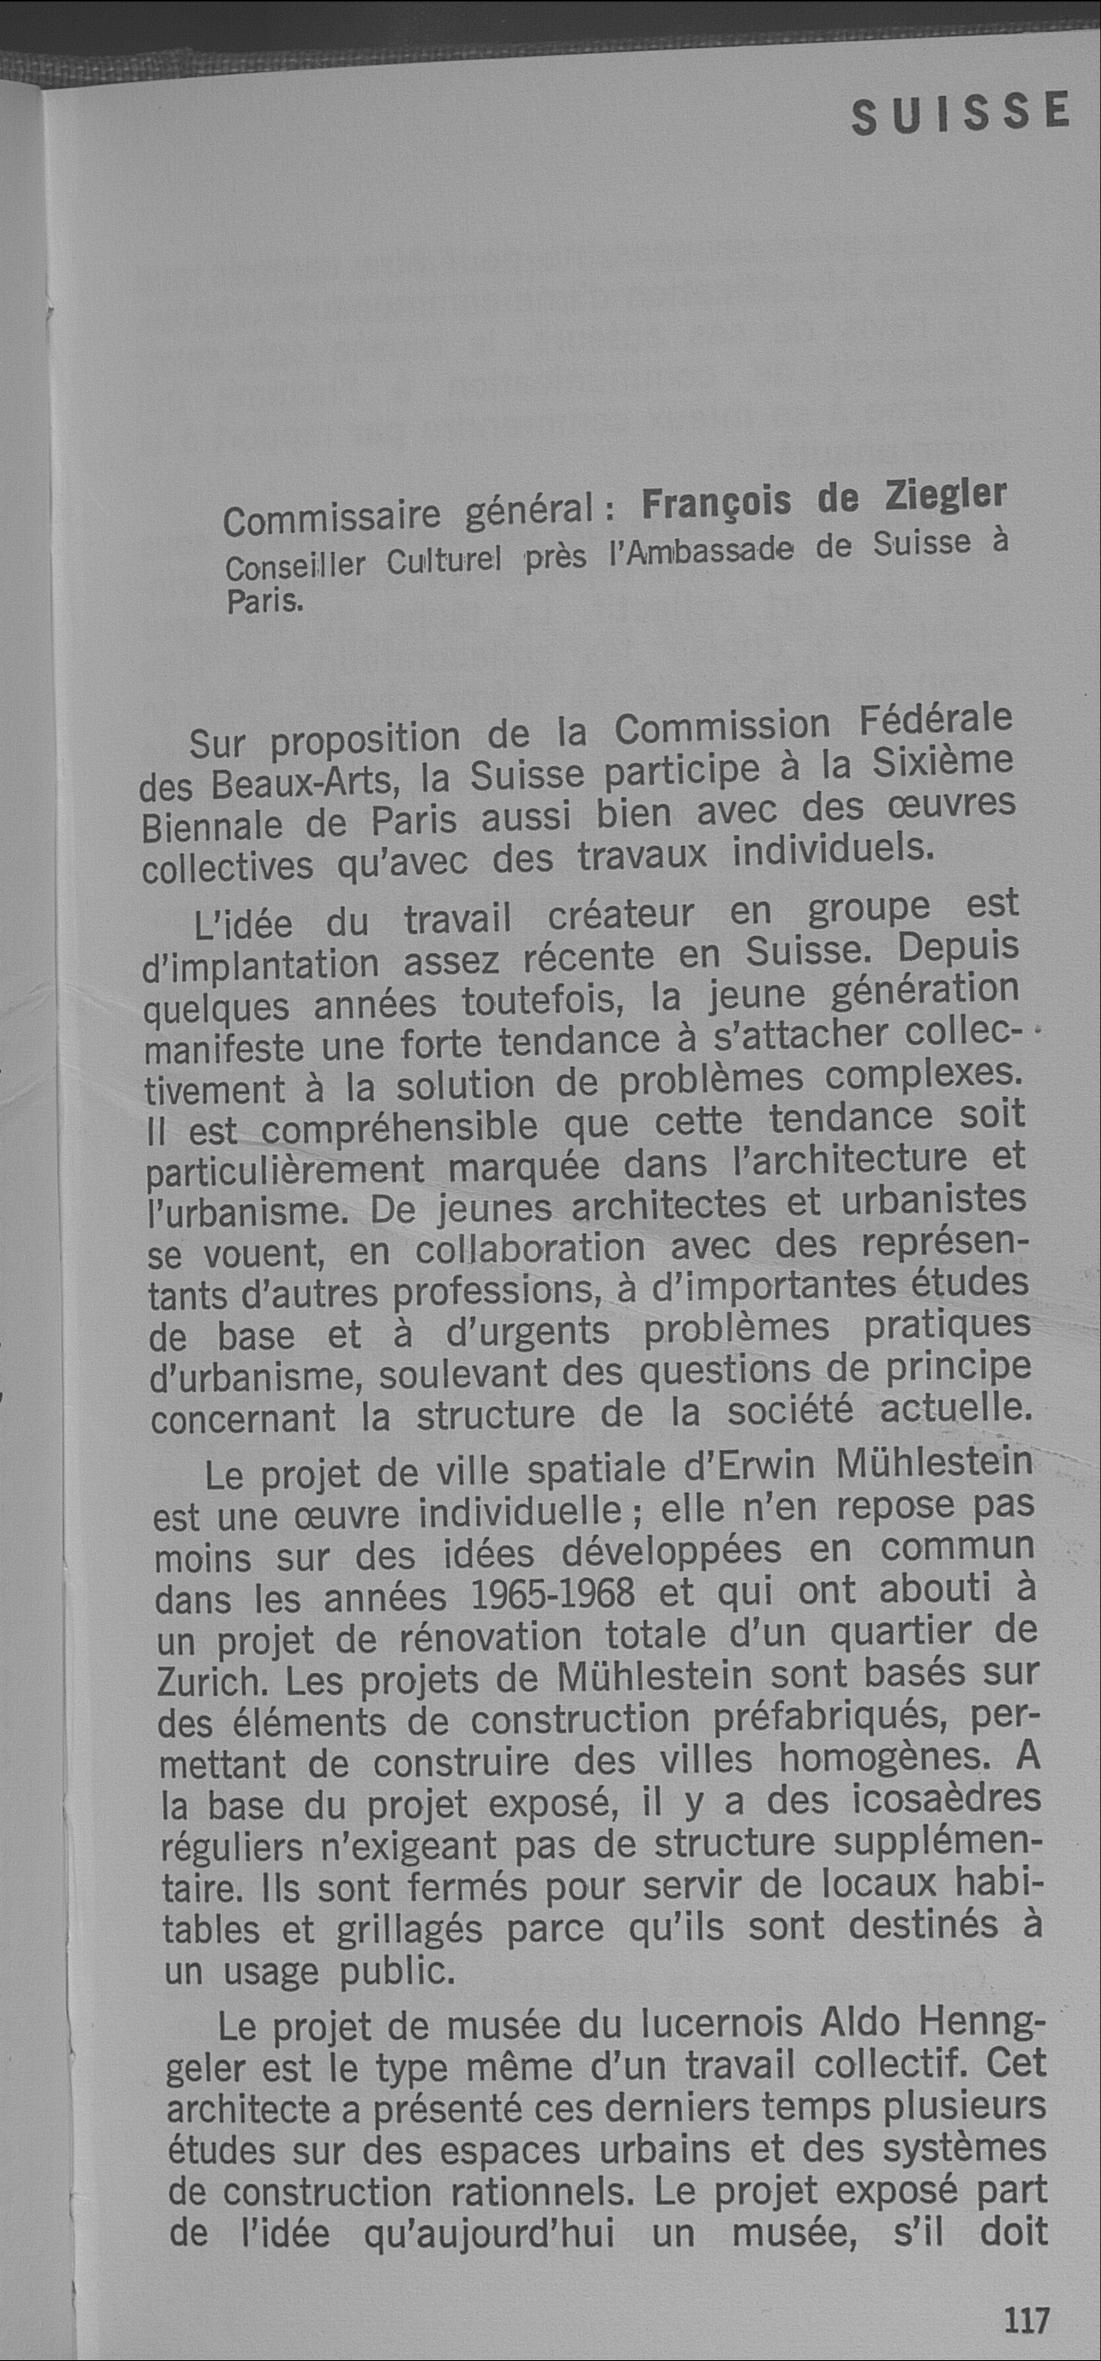 SUISSE
Commissaire général : François de Ziegler
Conseiller Culturel près l'Ambassade de Suisse à
Paris.
Sur proposition de la Commission Fédérale
des Beaux-Arts, la Suisse participe à la Sixième
Biennale de Paris aussi bien avec des œuvres
collectives qu'avec des travaux individuels.
L'idée du travail créateur en groupe est
d'implantation assez récente en Suisse. Depuis
quelques années toutefois, la jeune génération
manifeste une forte tendance à s'attacher collec-
tivement à la solution de problèmes complexes.
Il est compréhensible que cette tendance soit
particulièrement marquée dans l'architecture et
l'urbanisme. De jeunes architectes et urbanistes
se vouent, en collaboration avec des représen-
tants d'autres professions, à d'importantes études
de base et à d'urgents problèmes pratiques
d'urbanisme, soulevant des questions de principe
concernant la structure de la société actuelle.
Le projet de ville spatiale d'Erwin Mühlestein
est une œuvre individuelle ; elle n'en repose pas
moins sur des idées développées en commun
dans les années 1965-1968 et qui ont abouti à
un projet de rénovation totale d'un quartier de
Zurich. Les projets de Mühlestein sont basés sur
des éléments de construction préfabriqués, per-
mettant de construire des villes homogènes. A
la base du projet exposé, il y a des icosaèdres
réguliers n'exigeant pas de structure supplémen-
taire. Ils sont fermés pour servir de locaux habi-
tables et grillagés parce qu'ils sont destinés à
un usage public.
Le projet de musée du lucernois Aldo Henng-
geler est le type même d'un travail collectif. Cet
architecte a présenté ces derniers temps plusieurs
études sur des espaces urbains et des systèmes
de construction rationnels. Le projet exposé part
de l'idée qu'aujourd'hui un musée, s'il doit
117